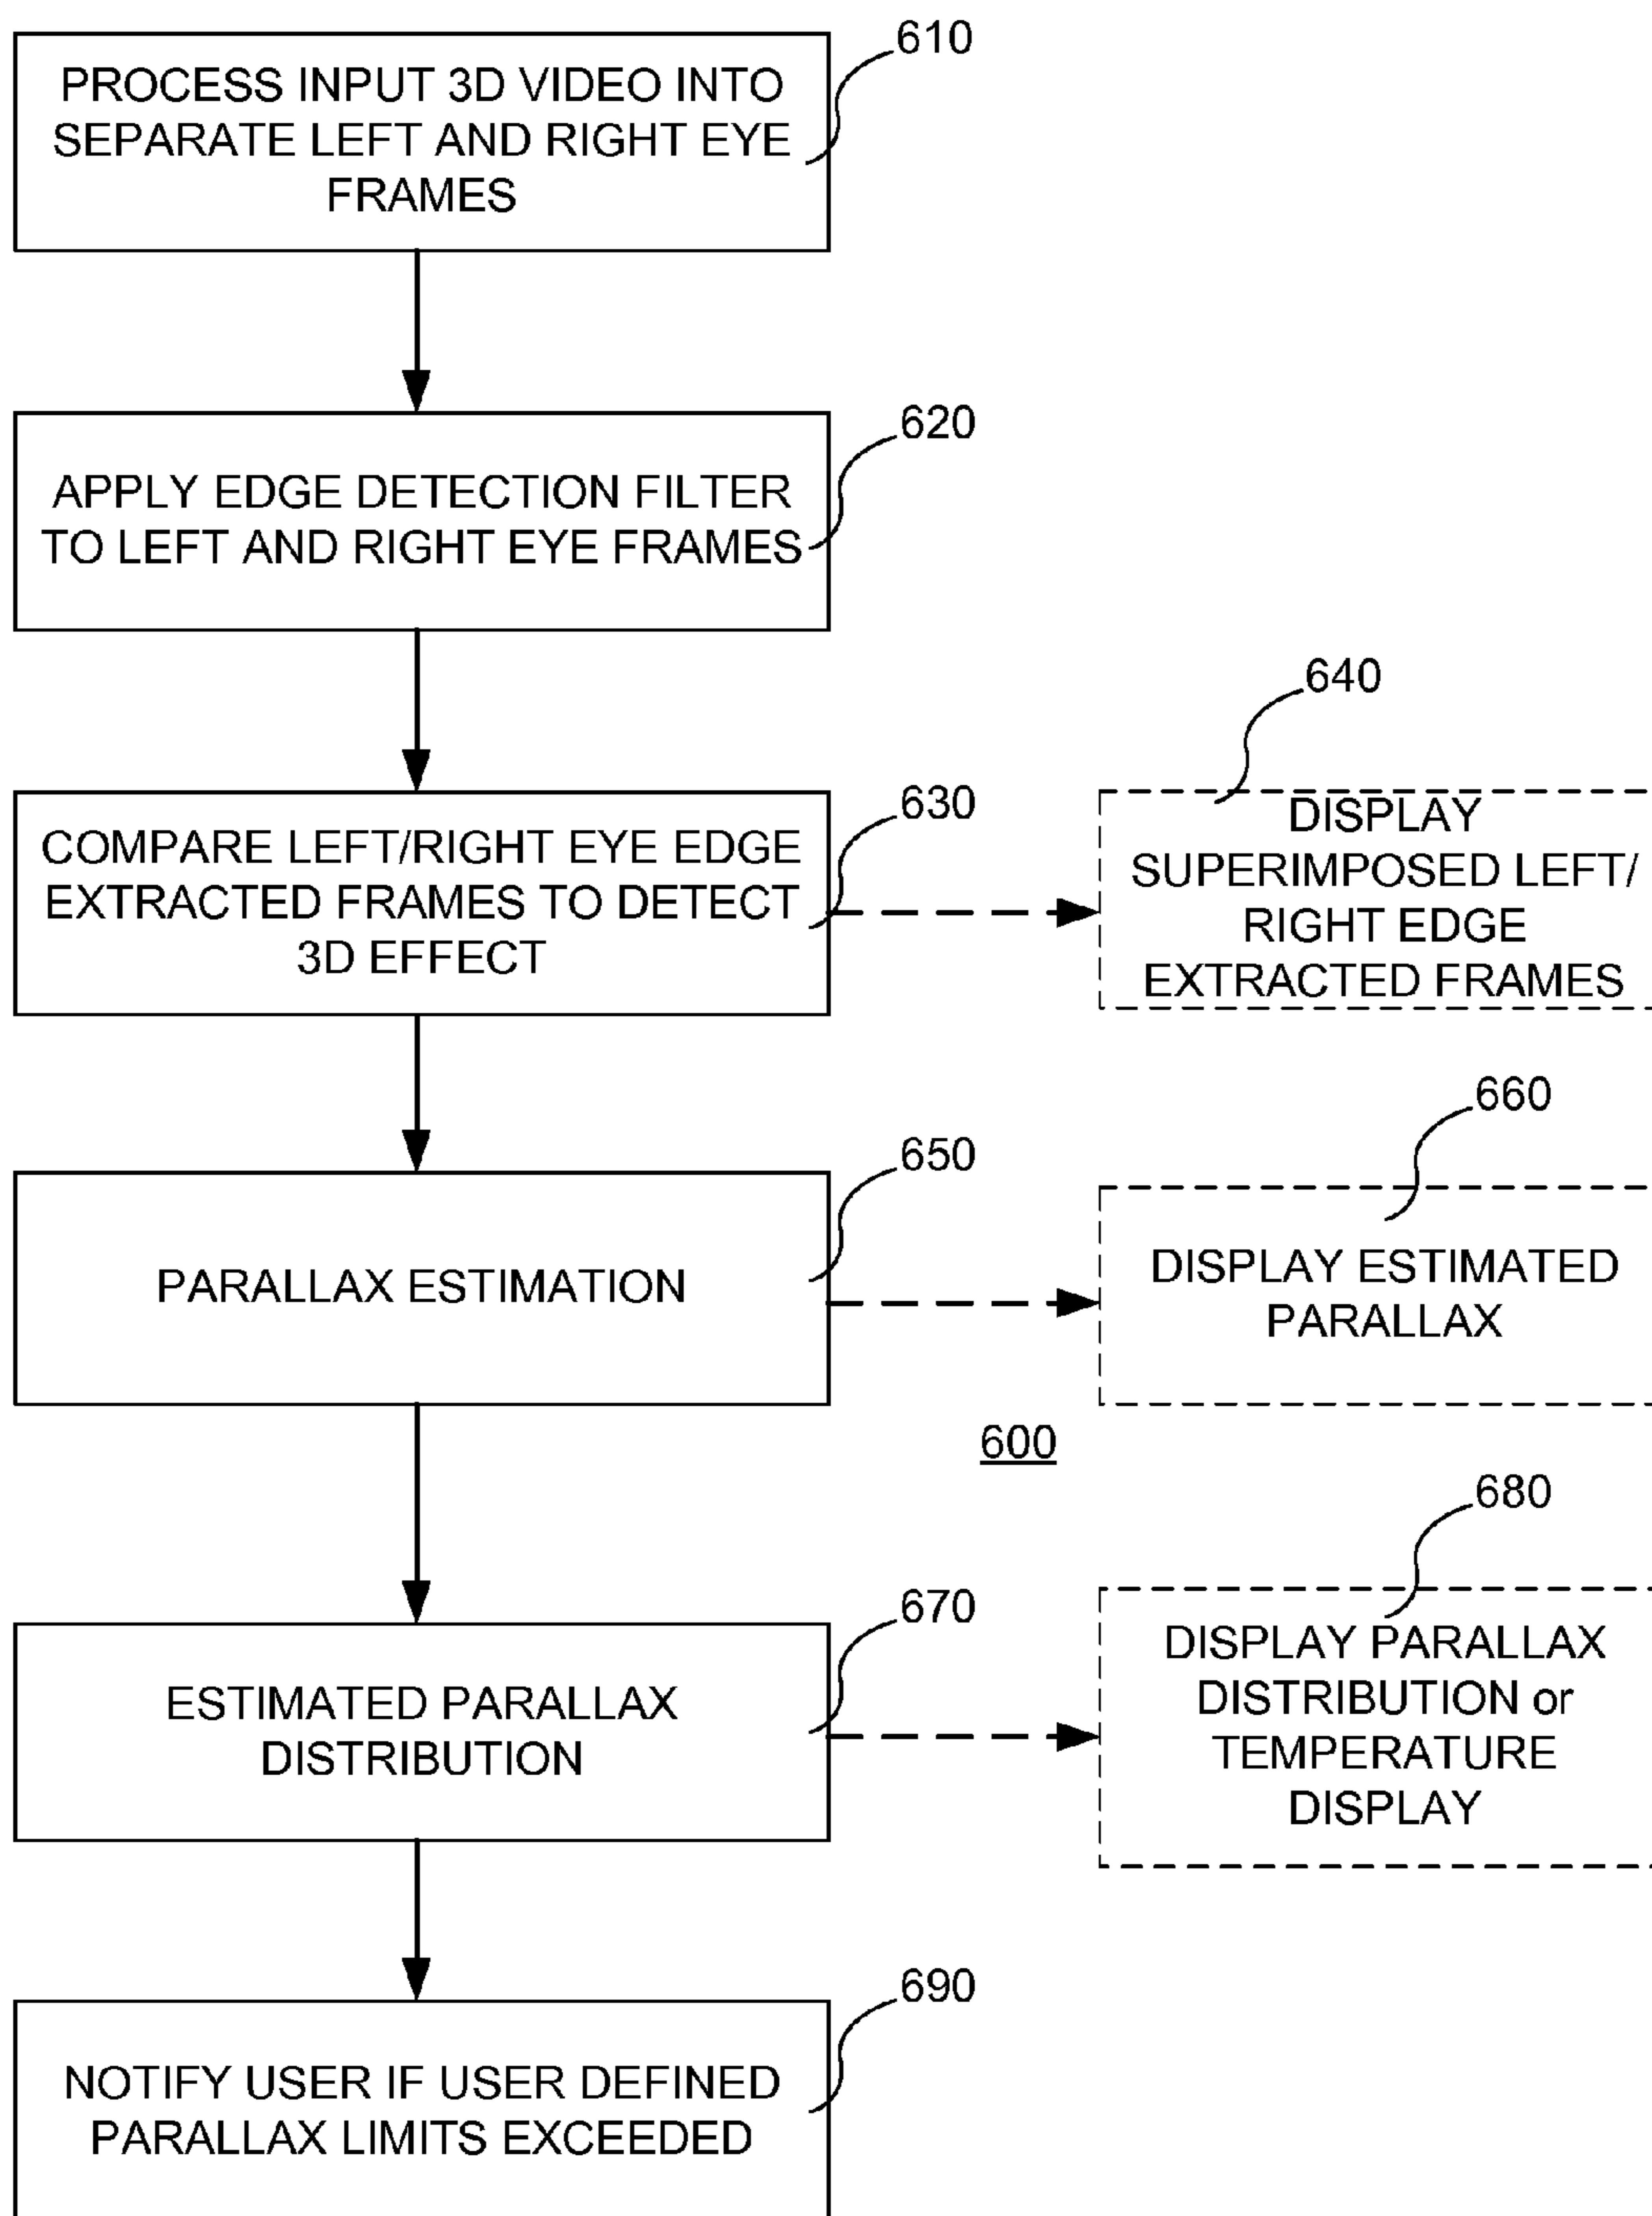 610
PROCESS INPUT 3D VIDEO INTO
SEPARATE LEFT AND RIGHT EYE
FRAMES
620
APPLY EDGE DETECTION FILTER
TO LEFT AND RIGHT EYE FRAMES
630
COMPARE LEFT/RIGHT EYE EDGE
EXTRACTED FRAMES TO DETECT
3D EFFECT
640
DISPLAY
SUPERIMPOSED LEFT/
RIGHT EDGE
EXTRACTED FRAMES
650
PARALLAX ESTIMATION
660
DISPLAY ESTIMATED
PARALLAX
600
670
ESTIMATED PARALLAX
DISTRIBUTION
680
DISPLAY PARALLAX
DISTRIBUTION or
TEMPERATURE
DISPLAY
690
NOTIFY USER IF USER DEFINED
PARALLAX LIMITS EXCEEDED